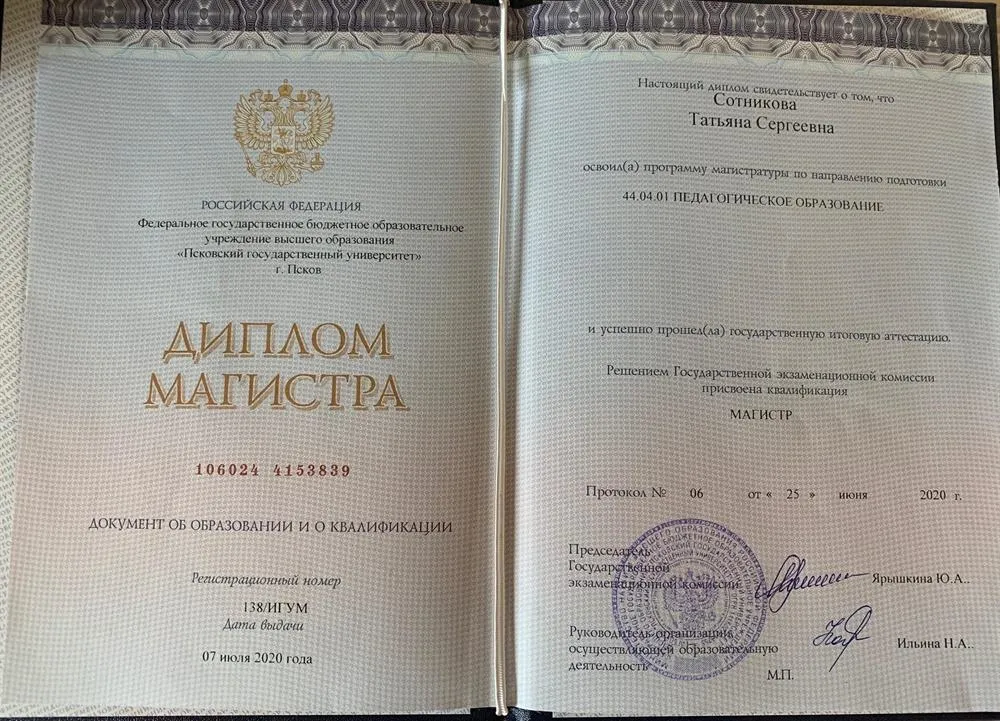 РОССИЙСКАЯ ФЕДЕРАЦИЯ
Федеральное государственное бюджетное образовательное
учреждение высшего образования
«Псковский государственный университет»
г. Псков
ДИПЛОМ
МАГИСТРА
106024 4153839
ДОКУМЕНТ ОБ ОБРАЗОВАНИИ И О КВАЛИФИКАЦИИ
Регистрационный номер
138/ИГУМ
Дата выдачи
07 июля 2020 года
Настоящий диплом свидетельствует о том, что
Сотникова
Татьяна Сергеевна
освоил(а) программу магистратуры по направлению подготовки
44.04.01 ПЕДАГОГИЧЕСКОЕ ОБРАЗОВАНИЕ
и успешно прошел(ла) государственную итоговую аттестацию.
Решением Государственной экзаменационной комиссии
присвоена квалификация
МАГИСТР
Протокол № 06 от « 25 » июня 2020 г.
Председатель
Государственной
экзаменационной комиссии Ярышкина Ю.А..
Руководитель организации,
осуществляющей образовательную
деятельность Ильина Н.А..
М.П.